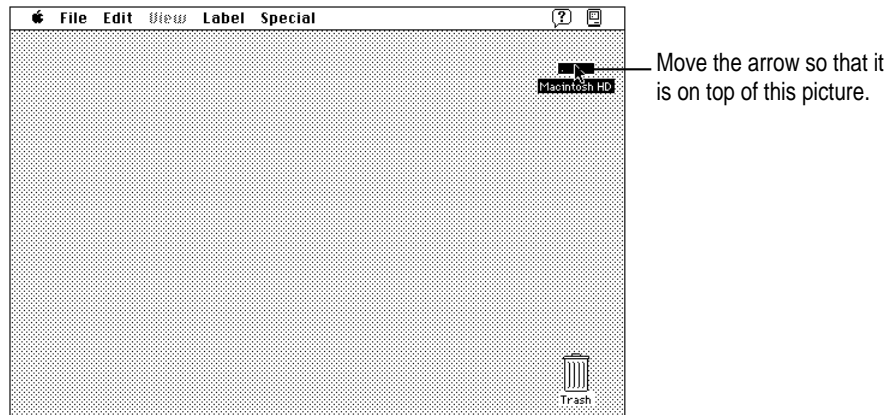 File Edit View Label Special
Move the arrow so that it
is on top of this picture.
Macintosh HD
Trash